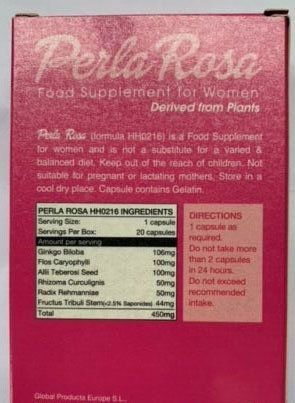 Perla Rosa
Food Supplement for Women
Derived from Plants
Perla Rosa (formula HH0216) is a Food Supplement
for women and is not a substitute for a varied &
balanced diet. Keep out of the reach of children. Not
suitable for pregnant or lactating mothers, Store in a
cool dry place. Capsule contains Gelatin.
PERLA ROSA HH0216 INGREDIENTS
Serving Size: 1 capsule
Servings Per Box: 20 capsules
Amount per serving
Ginkgo Biloba 106mg
Flos Caryophylli 100mg
Allii Teberosi Seed 100mg
Rhizoma Curculignis 50mg
Radix Rehmanniae 50mg
Fructus Tribuli Stem(<2.5% Saponides) 44mg
Total 450mg
DIRECTIONS
1 capsule as
required.
Do not take more
than 2 capsules
in 24 hours.
Do not exceed
recommended
intake.
Global Products Europe S.L.,